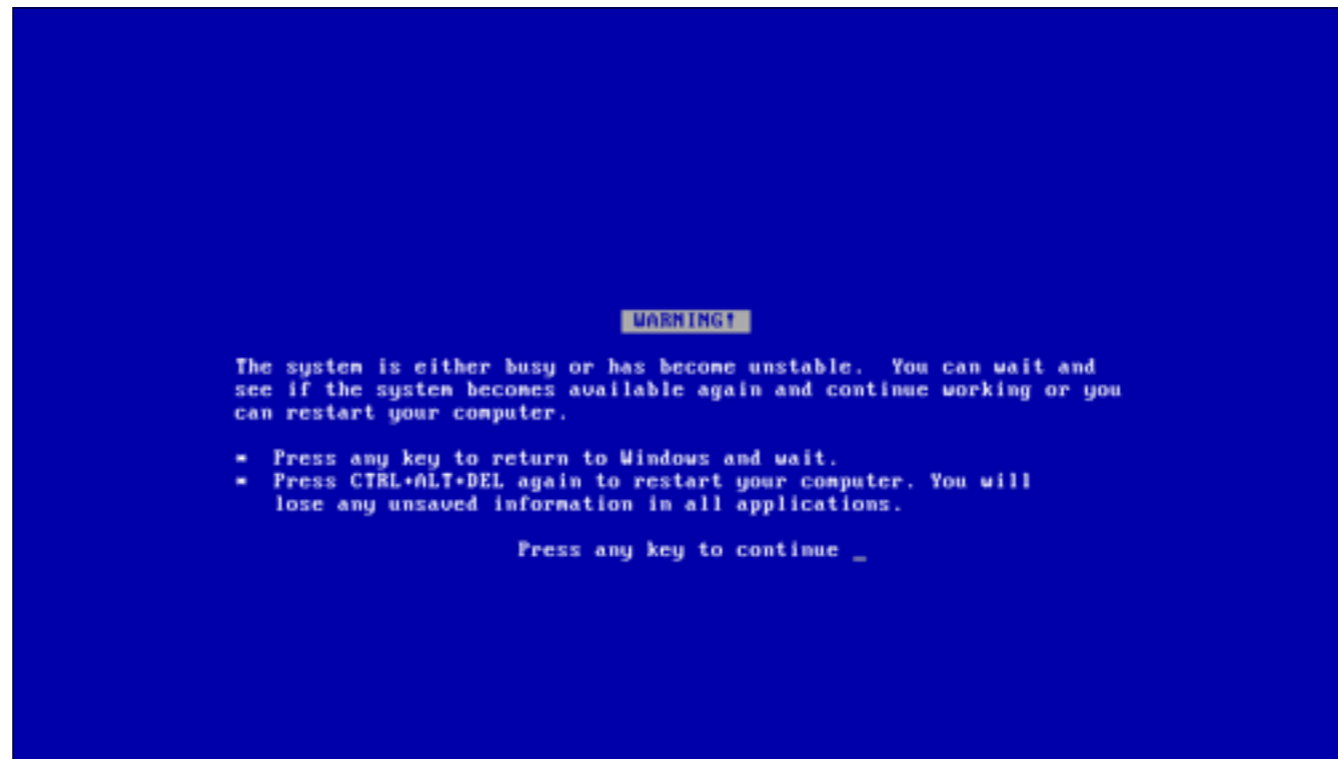 WARNING!
The system is either busy or has become unstable.  You can wait and
see if the system becomes available again and continue working or you
can restart your computer.
*  Press any key to return to Windows and wait.
*  Press CTRL+ALT+DEL again to restart your computer. You will
lose any unsaved information in all applications.
Press any key to continue _